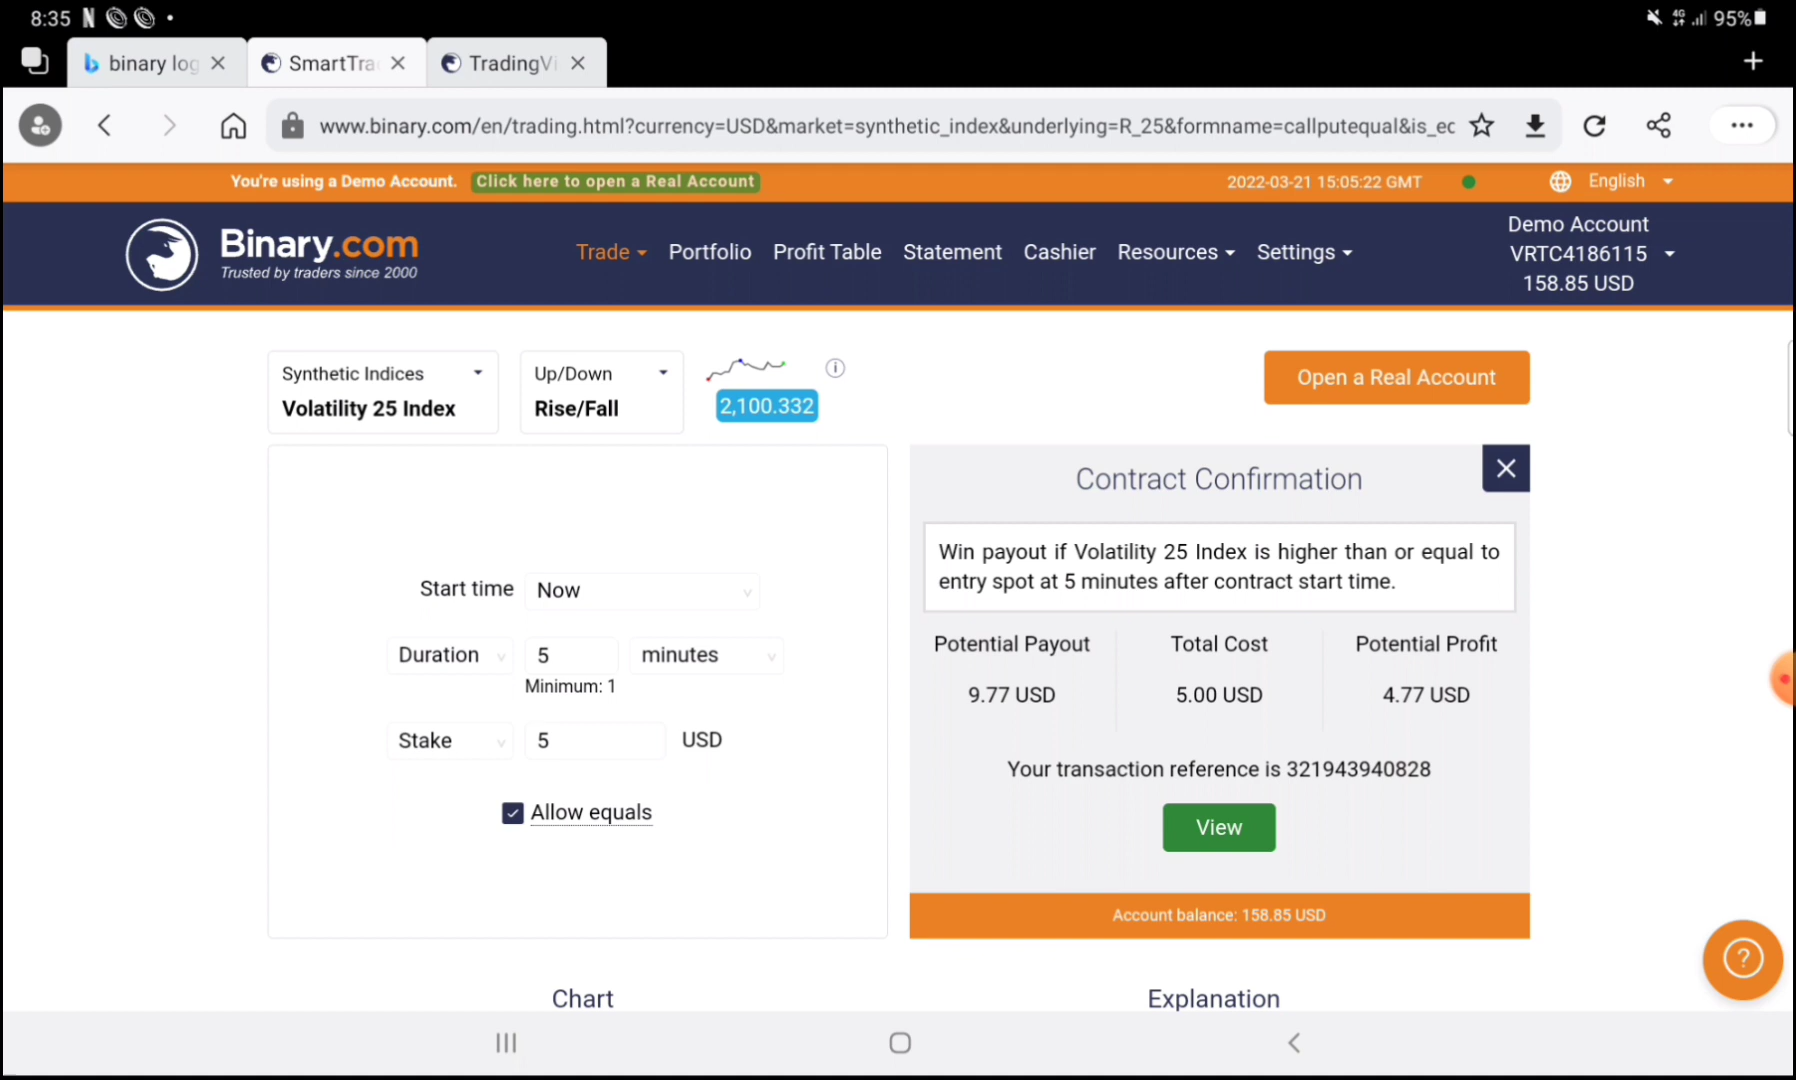 8:35
4G
95%
binary log
SmartTra
TradingVi
www.binary.com/en/trading.html?currency=USD&market=synthetic_index&underlying=R_25&formname=callputequal&is_ec
You're using a Demo Account. Click here to open a Real Account
2022-03-21 15:05:22 GMT
English
Binary.com
Trusted by traders since 2000
Trade Portfolio Profit Table Statement Cashier Resources Settings
Demo Account
VRTC4186115
158.85 USD
Synthetic Indices
Volatility 25 Index
Up/Down
Rise/Fall
2,100.332
Open a Real Account
Start time Now
Duration 5 minutes
Minimum: 1
Stake 5 USD
Allow equals
Contract Confirmation
Win payout if Volatility 25 Index is higher than or equal to
entry spot at 5 minutes after contract start time.
Potential Payout Total Cost Potential Profit
9.77 USD 5.00 USD 4.77 USD
Your transaction reference is 321943940828
View
Account balance: 158.85 USD
Chart
Explanation